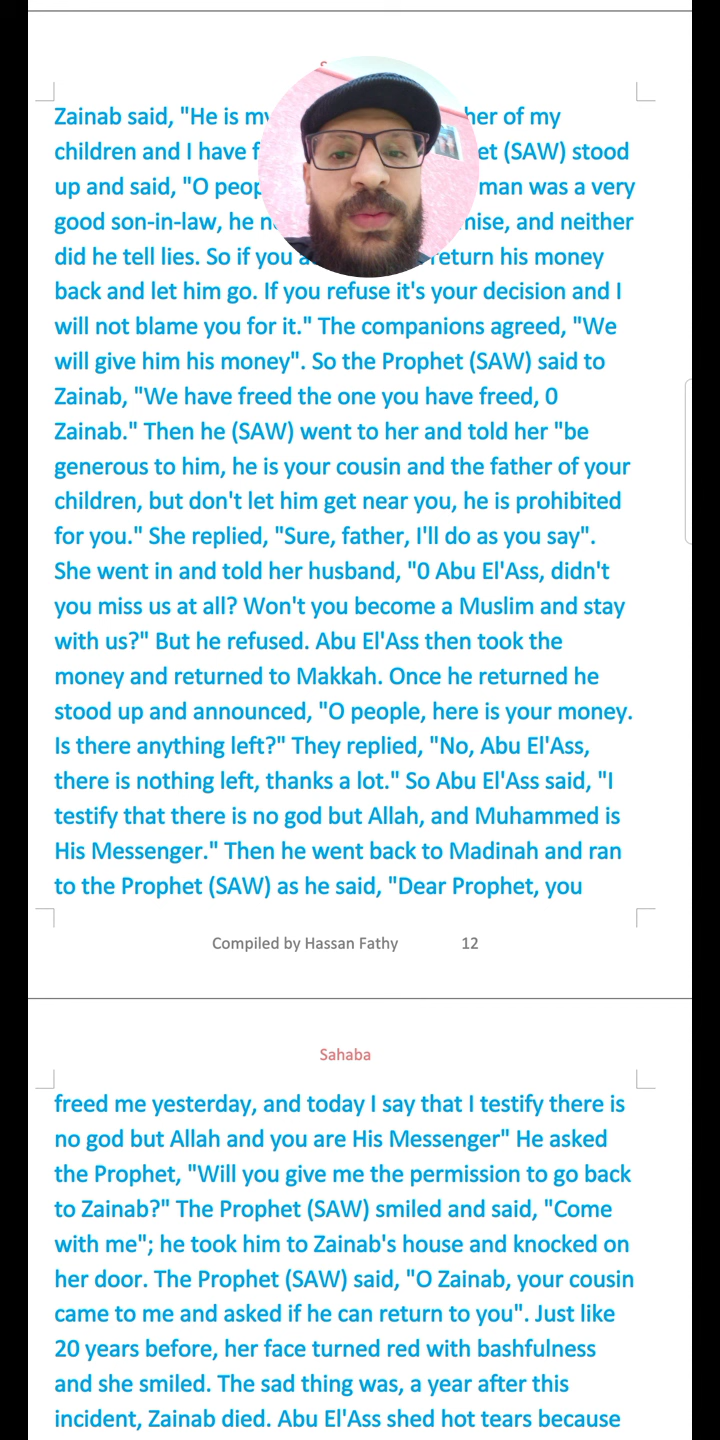 Zainab said, "He is my her of my
children and I have f et (SAW) stood
up and said, "O peop man was a very
good son-in-law, he n nise, and neither
did he tell lies. So if you a return his money
back and let him go. If you refuse it's your decision and I
will not blame you for it." The companions agreed, "We
will give him his money". So the Prophet (SAW) said to
Zainab, "We have freed the one you have freed, 0
Zainab." Then he (SAW) went to her and told her "be
generous to him, he is your cousin and the father of your
children, but don't let him get near you, he is prohibited
for you." She replied, "Sure, father, I'll do as you say".
She went in and told her husband, "0 Abu El'Ass, didn't
you miss us at all? Won't you become a Muslim and stay
with us?" But he refused. Abu El'Ass then took the
money and returned to Makkah. Once he returned he
stood up and announced, "O people, here is your money.
Is there anything left?" They replied, "No, Abu El'Ass,
there is nothing left, thanks a lot." So Abu El'Ass said, "I
testify that there is no god but Allah, and Muhammed is
His Messenger." Then he went back to Madinah and ran
to the Prophet (SAW) as he said, "Dear Prophet, you
Compiled by Hassan Fathy 12
Sahaba
freed me yesterday, and today I say that I testify there is
no god but Allah and you are His Messenger" He asked
the Prophet, "Will you give me the permission to go back
to Zainab?" The Prophet (SAW) smiled and said, "Come
with me"; he took him to Zainab's house and knocked on
her door. The Prophet (SAW) said, "O Zainab, your cousin
came to me and asked if he can return to you". Just like
20 years before, her face turned red with bashfulness
and she smiled. The sad thing was, a year after this
incident, Zainab died. Abu El'Ass shed hot tears because